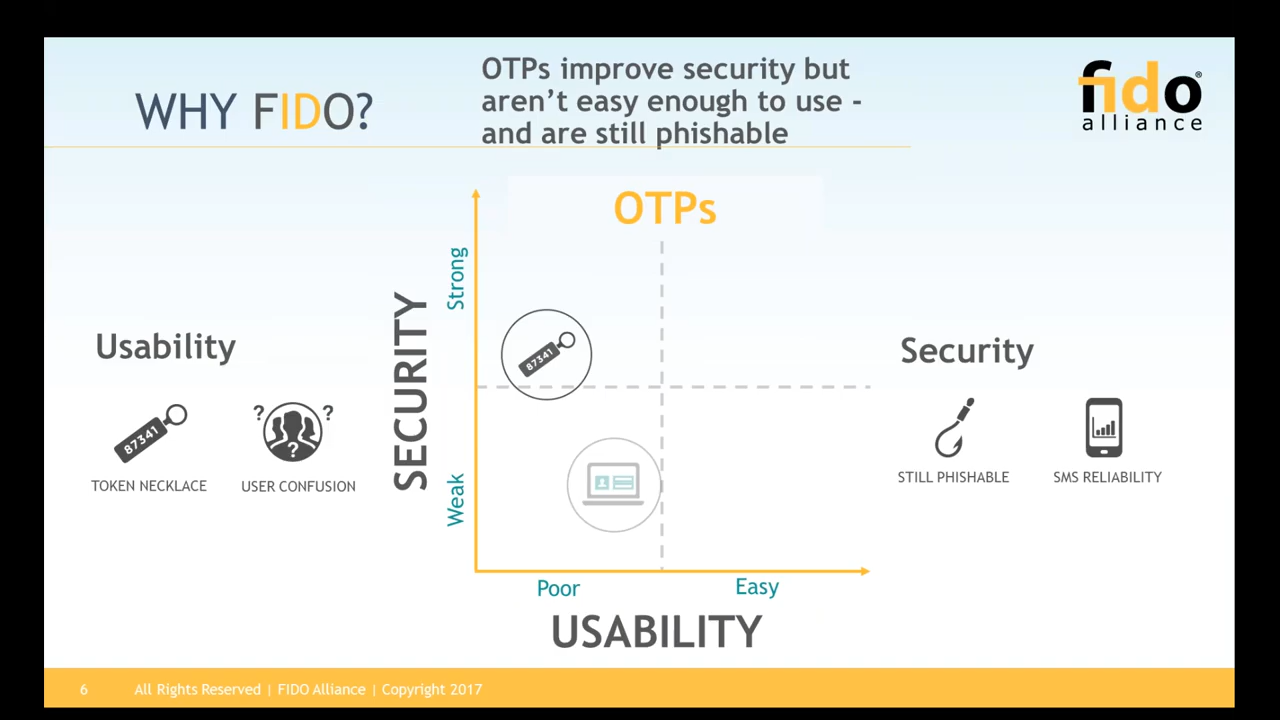 WHY FIDO?
OTPs improve security but
aren't easy enough to use -
and are still phishable
fido®
alliance
OTPs
Strong
SECURITY
Weak
87341
Poor
Easy
USABILITY
Usability
87341
? ?
?
TOKEN NECKLACE
USER CONFUSION
Security
STILL PHISHABLE
SMS RELIABILITY
6
All Rights Reserved | FIDO Alliance | Copyright 2017